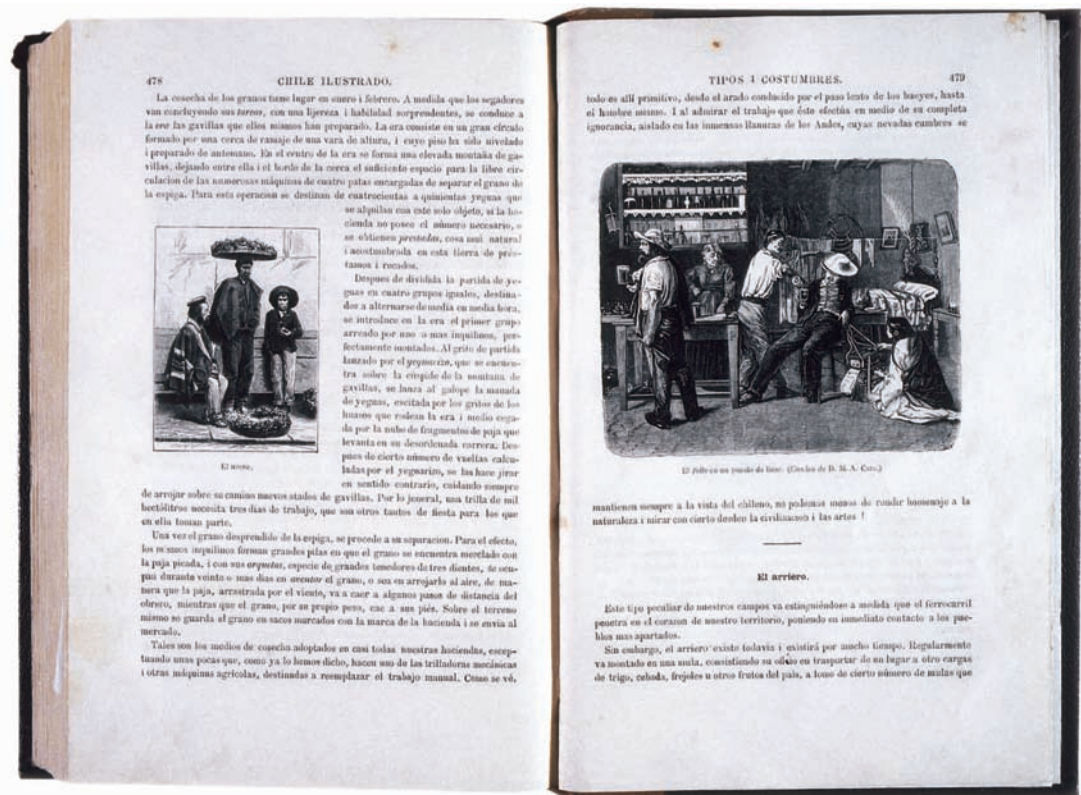 478
CHILE ILUSTRADO.
La cosecha de los granos tiene lugar en enero i febrero. A medida que los segadores
van concluyendo sus tareas, con una lijereza i habilidad sorprendentes, se conduce a
la era las gavillas que ellos mismos han preparado. La era consiste en un gran círculo
formado por una cerca de ramaje de una vara de altura, i cuyo piso ha sido nivelado
i preparado de antemano. En el centro de la era se forma una elevada montaña de ga-
villas, dejando entre ella i el borde de la cerca el suficiente espacio para la libre cir-
culacion de las numerosas máquinas de cuatro patas encargadas de separar el grano de
la espiga. Para esta operacion se destinan de cuatrocientas a quinientas yeguas que
se alquilan con este solo objeto, si la ha-
cienda no posee el número necesario, o
se obtienen prestadas, cosa mui natural
i acostumbrada en esta tierra de prés-
tamos i recados.
Despues de dividida la partida de ye-
guas en cuatro grupos iguales, destina-
dos a alternarse de media en media hora,
se introduce en la era el primer grupo
arreado por uno o mas inquilinos, per-
fectamente montados. Al grito de partida
lanzado por el yeguarizo, que se encuen-
tra sobre la cúspide de la montaña de
gavillas, se lanza al galope la manada
de yeguas, escitada por los gritos de los
huasos que rodean la era i medio cega-
da por la nube de fragmentos de paja que
levanta en su desordenada carrera. Des-
pues de cierto número de vueltas calcu-
ladas por el yeguarizo, se las hace jirar
en sentido contrario, cuidando siempre
de arrojar sobre su camino nuevos atados de gavillas. Por lo jeneral, una trilla de mil
hectólitros necesita tres dias de trabajo, que son otros tantos de fiesta para los que
en ella toman parte.
Una vez el grano desprendido de la espiga, se procede a su separacion. Para el efecto,
los mismos inquilinos forman grandes pilas en que el grano se encuentra mezclado con
la paja picada, i con sus orquetas, especie de grandes tenedores de tres dientes, se ocu-
pan durante veinte o mas dias en aventar el grano, o sea en arrojarlo al aire, de ma-
nera que la paja, arrastrada por el viento, va a caer a algunos pasos de distancia del
obrero, mientras que el grano, por su propio peso, cae a sus piés. Sobre el terreno
mismo se guarda el grano en sacos marcados con la marca de la hacienda i se envia al
mercado.
Tales son los medios de cosecha adoptados en casi todas nuestras haciendas, escep-
tuando unas pocas que, como ya lo hemos dicho, hacen uso de las trilladoras mecánicas
i otras máquinas agrícolas, destinadas a reemplazar el trabajo manual. Como se vé,
TIPOS I COSTUMBRES.
479
todo es allí primitivo, desde el arado conducido por el paso lento de los bueyes, hasta
el hombre mismo. I al admirar el trabajo que éste efectúa en medio de su completa
ignorancia, aislado en las inmensas llanuras de los Andes, cuyas nevadas cumbres se
mantienen siempre a la vista del chileno, no podemos menos de rendir homenaje a la
naturaleza i mirar con cierto desden la civilizacion i las artes!
El arriero.
Este tipo peculiar de nuestros campos va estinguiéndose a medida que el ferrocarril
penetra en el corazon de nuestro territorio, poniendo en inmediato contacto a los pue-
blos mas apartados.
Sin embargo, el arriero existe todavia i existirá por mucho tiempo. Regularmente
va montado en una mula, consistiendo su oficio en trasportar de un lugar a otro cargas
de trigo, cebada, frejoles u otros frutos del pais, a lomo de cierto número de mulas que